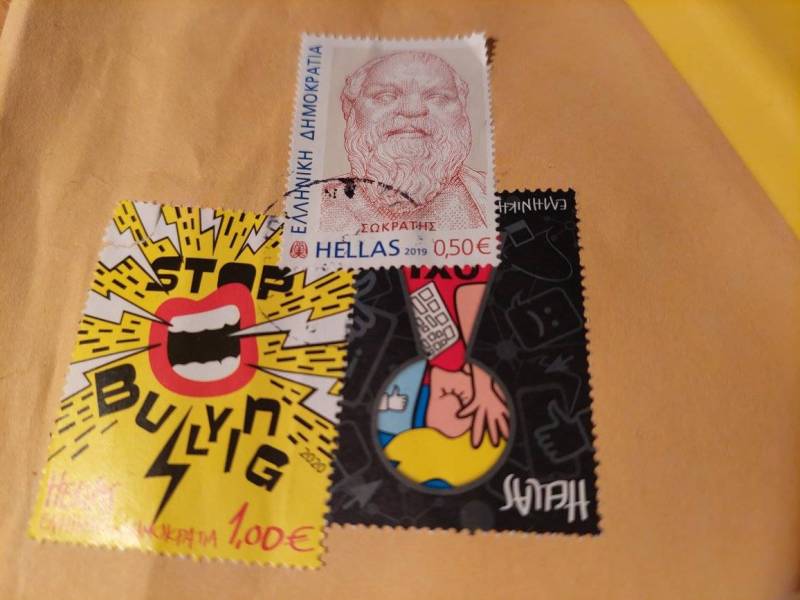 ΕΛΛΗΝΙΚΗ ΔΗΜΟΚΡΑΤΙΑ
ΣΩΚΡΑΤΗΣ
HELLAS 2019 0,50€
STOP
BULLYING
2020
HELLAS
ΔΗΜΟΚΡΑΤΙΑ 1,00€
ΕΛΛΗΝΙΚΗ
HELLAS